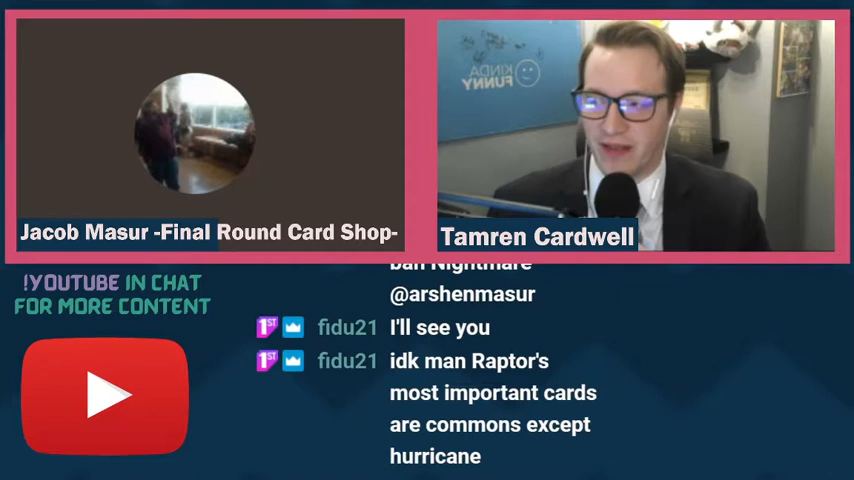 KINDA
FUNNY
Jacob Masur -Final Round Card Shop-
Tamren Cardwell
!YOUTUBE IN CHAT
FOR MORE CONTENT
ban Nightmare
@arshenmasur
1ST fidu21 I'll see you
1ST fidu21 idk man Raptor's
most important cards
are commons except
hurricane